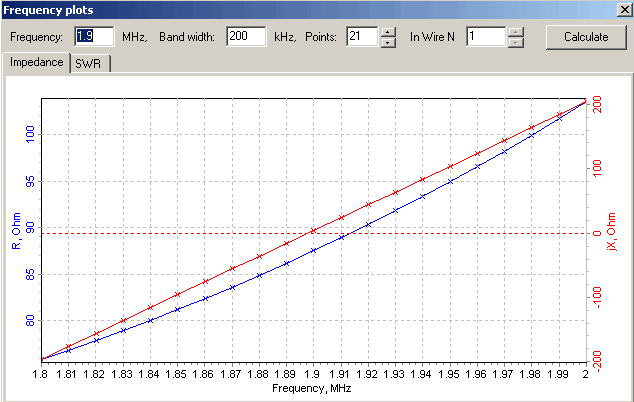 Frequency plots
Frequency: 1.9 MHz, Band width: 200 kHz, Points: 21 In Wire N 1 Calculate
Impedance SWR
R, Ohm
100
95
90
85
80
jX, Ohm
200
100
0
-100
-200
1.8 1.81 1.82 1.83 1.84 1.85 1.86 1.87 1.88 1.89 1.9 1.91 1.92 1.93 1.94 1.95 1.96 1.97 1.98 1.99 2
Frequency, MHz